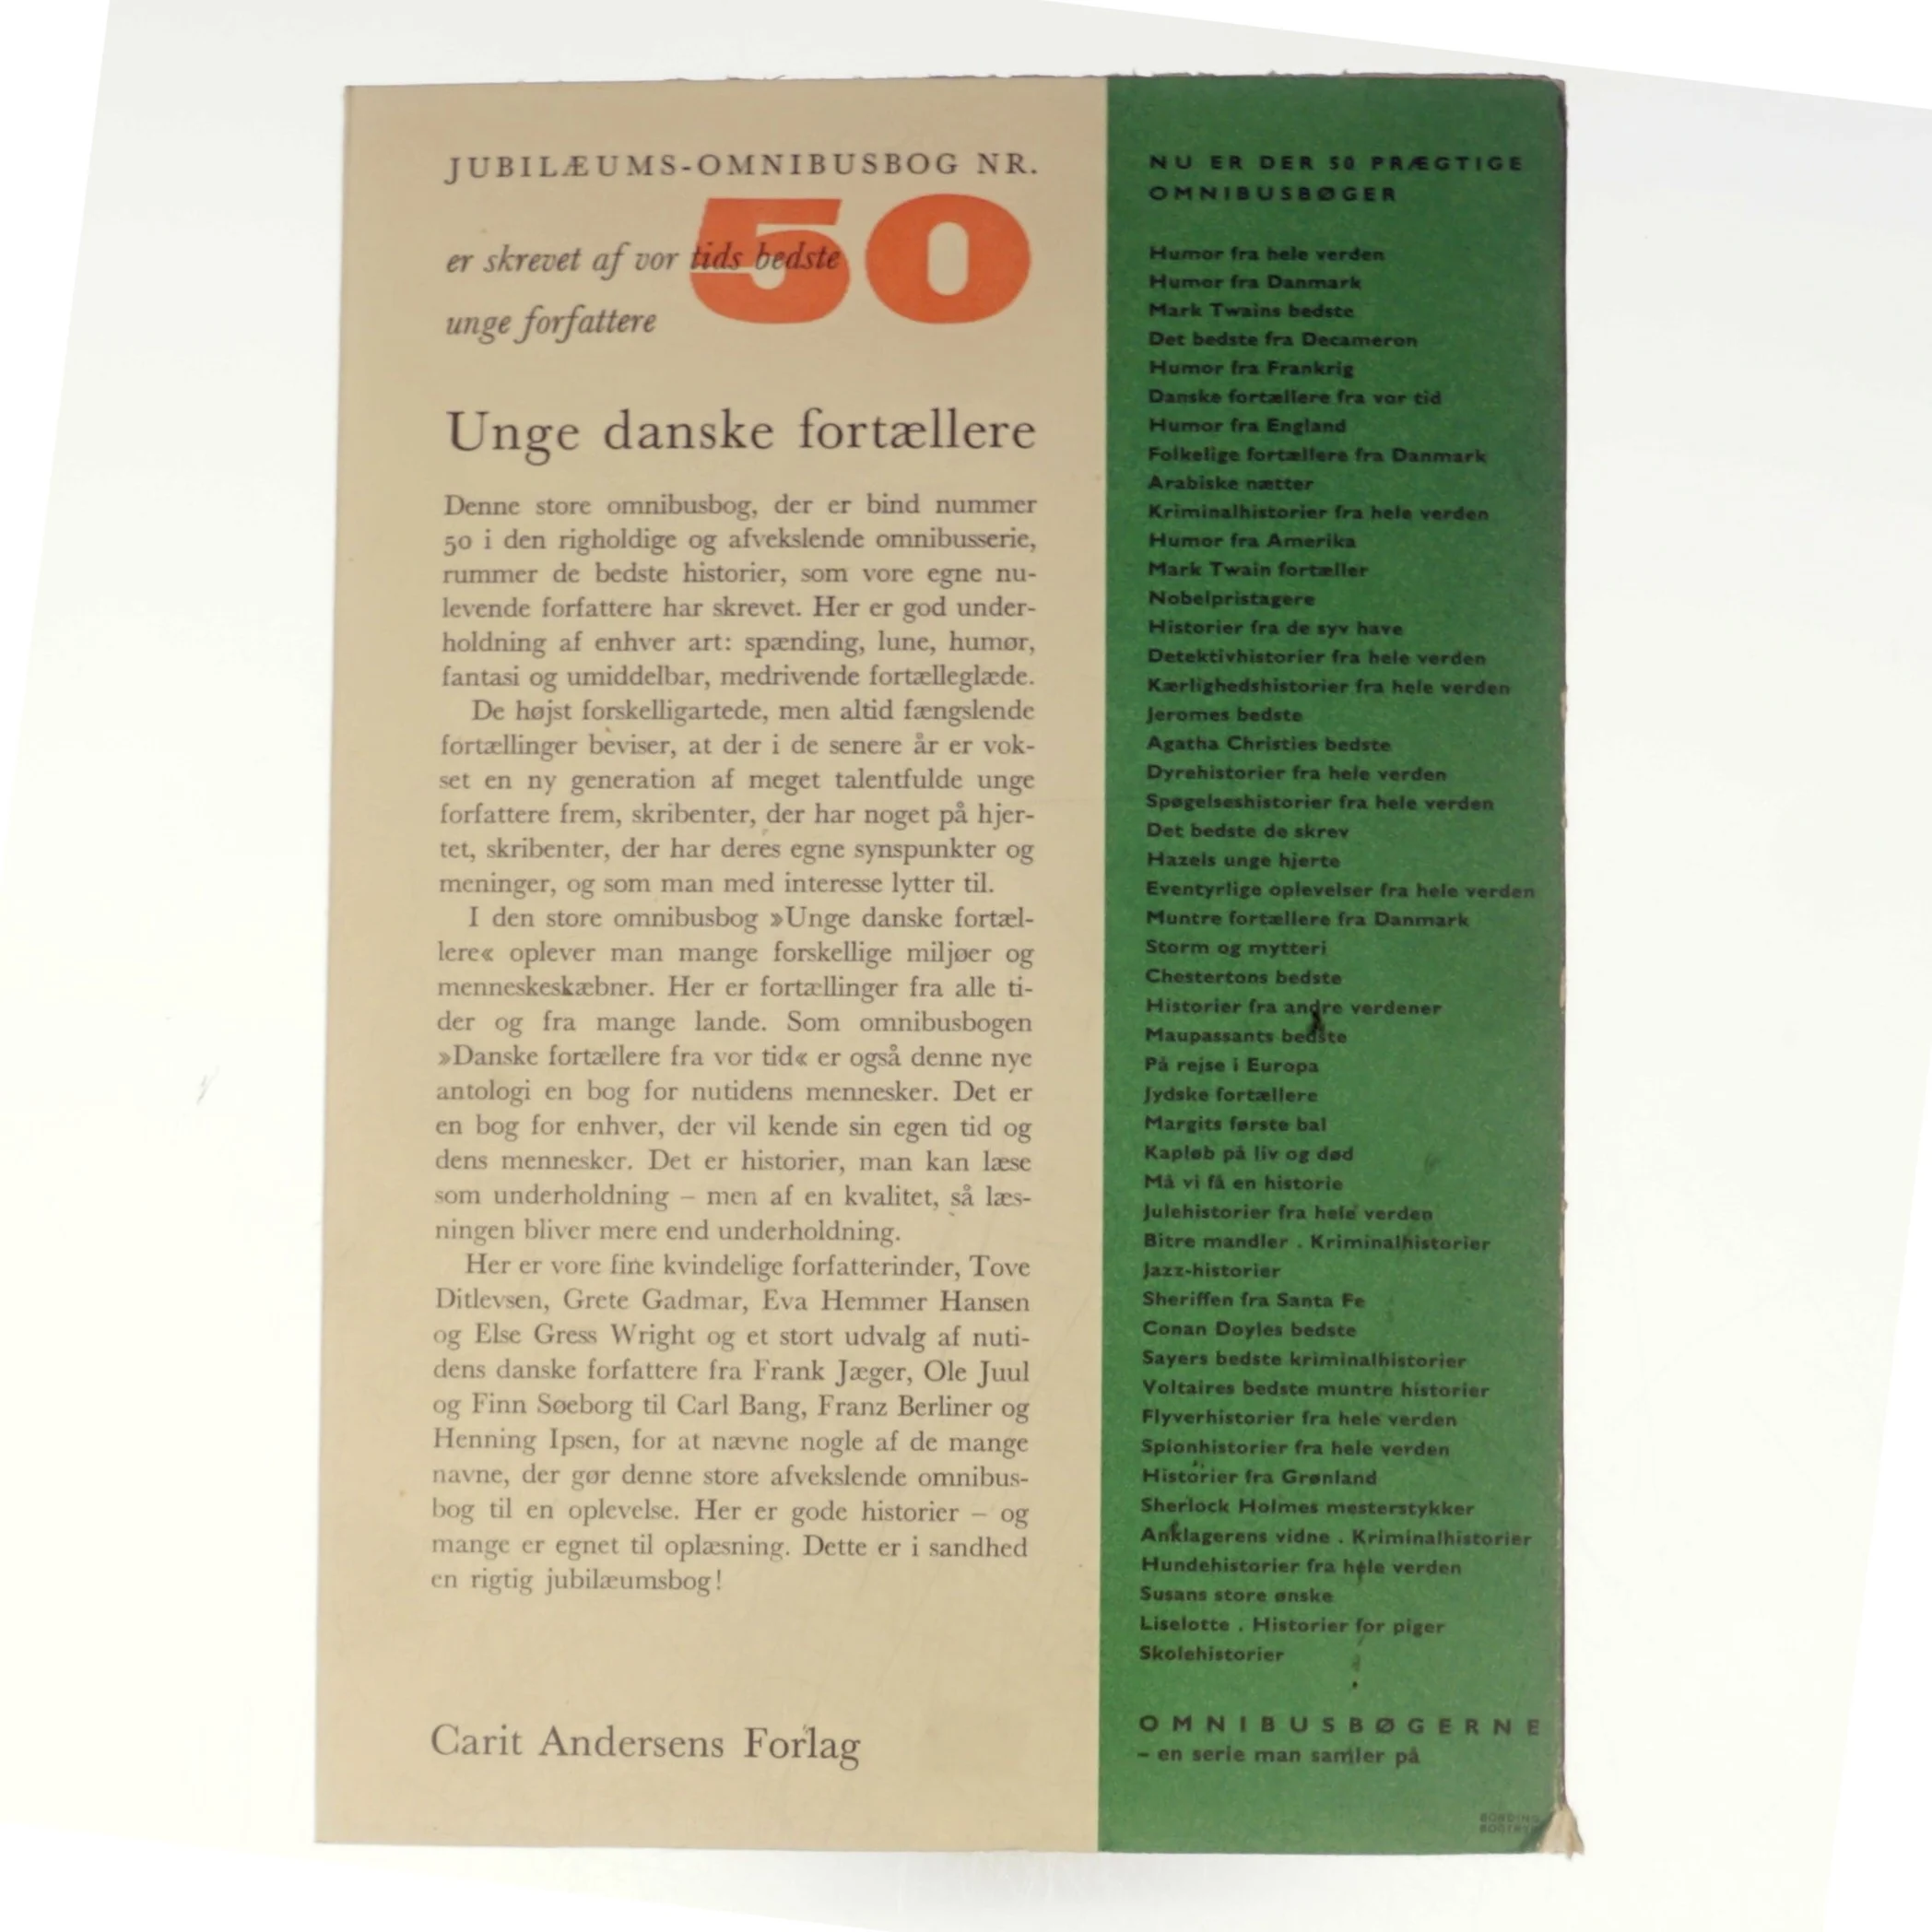 JUBILÆUMS-OMNIBUSBOG NR.
50
er skrevet af vor tids bedste
unge forfattere
Unge danske fortællere
Denne store omnibusbog, der er bind nummer
50 i den righoldige og afvekslende omnibusserie,
rummer de bedste historier, som vore egne nu-
levende forfattere har skrevet. Her er god under-
holdning af enhver art: spænding, lune, humør,
fantasi og umiddelbar, medrivende fortælleglæde.
De højst forskelligartede, men altid fængslende
fortællinger beviser, at der i de senere år er vok-
set en ny generation af meget talentfulde unge
forfattere frem, skribenter, der har noget på hjer-
tet, skribenter, der har deres egne synspunkter og
meninger, og som man med interesse lytter til.
I den store omnibusbog »Unge danske fortæl-
lere« oplever man mange forskellige miljøer og
menneskeskæbner. Her er fortællinger fra alle ti-
der og fra mange lande. Som omnibusbogen
»Danske fortællere fra vor tid« er også denne nye
antologi en bog for nutidens mennesker. Det er
en bog for enhver, der vil kende sin egen tid og
dens mennesker. Det er historier, man kan læse
som underholdning – men af en kvalitet, så læs-
ningen bliver mere end underholdning.
Her er vore fine kvindelige forfatterinder, Tove
Ditlevsen, Grete Gadmar, Eva Hemmer Hansen
og Else Gress Wright og et stort udvalg af nuti-
dens danske forfattere fra Frank Jæger, Ole Juul
og Finn Søeborg til Carl Bang, Franz Berliner og
Henning Ipsen, for at nævne nogle af de mange
navne, der gør denne store afvekslende omnibus-
bog til en oplevelse. Her er gode historier – og
mange er egnet til oplæsning. Dette er i sandhed
en rigtig jubilæumsbog!
Carit Andersens Forlag
NU ER DER 50 PRÆGTIGE
OMNIBUSBØGER
Humor fra hele verden
Humor fra Danmark
Mark Twains bedste
Det bedste fra Decameron
Humor fra Frankrig
Danske fortællere fra vor tid
Humor fra England
Folkelige fortællere fra Danmark
Arabiske nætter
Kriminalhistorier fra hele verden
Humor fra Amerika
Mark Twain fortæller
Nobelpristagere
Historier fra de syv have
Detektivhistorier fra hele verden
Kærlighedshistorier fra hele verden
Jeromes bedste
Agatha Christies bedste
Dyrehistorier fra hele verden
Spøgelseshistorier fra hele verden
Det bedste de skrev
Hazels unge hjerte
Eventyrlige oplevelser fra hele verden
Muntre fortællere fra Danmark
Storm og mytteri
Chestertons bedste
Historier fra andre verdener
Maupassants bedste
På rejse i Europa
Jydske fortællere
Margits første bal
Kapløb på liv og død
Må vi få en historie
Julehistorier fra hele verden
Bitre mandler . Kriminalhistorier
Jazz-historier
Sheriffen fra Santa Fe
Conan Doyles bedste
Sayers bedste kriminalhistorier
Voltaires bedste muntre historier
Flyverhistorier fra hele verden
Spionhistorier fra hele verden
Historier fra Grønland
Sherlock Holmes mesterstykker
Anklagerens vidne . Kriminalhistorier
Hundehistorier fra hele verden
Susans store ønske
Liselotte . Historier for piger
Skolehistorier
OMNIBUSBØGERNE
– en serie man samler på